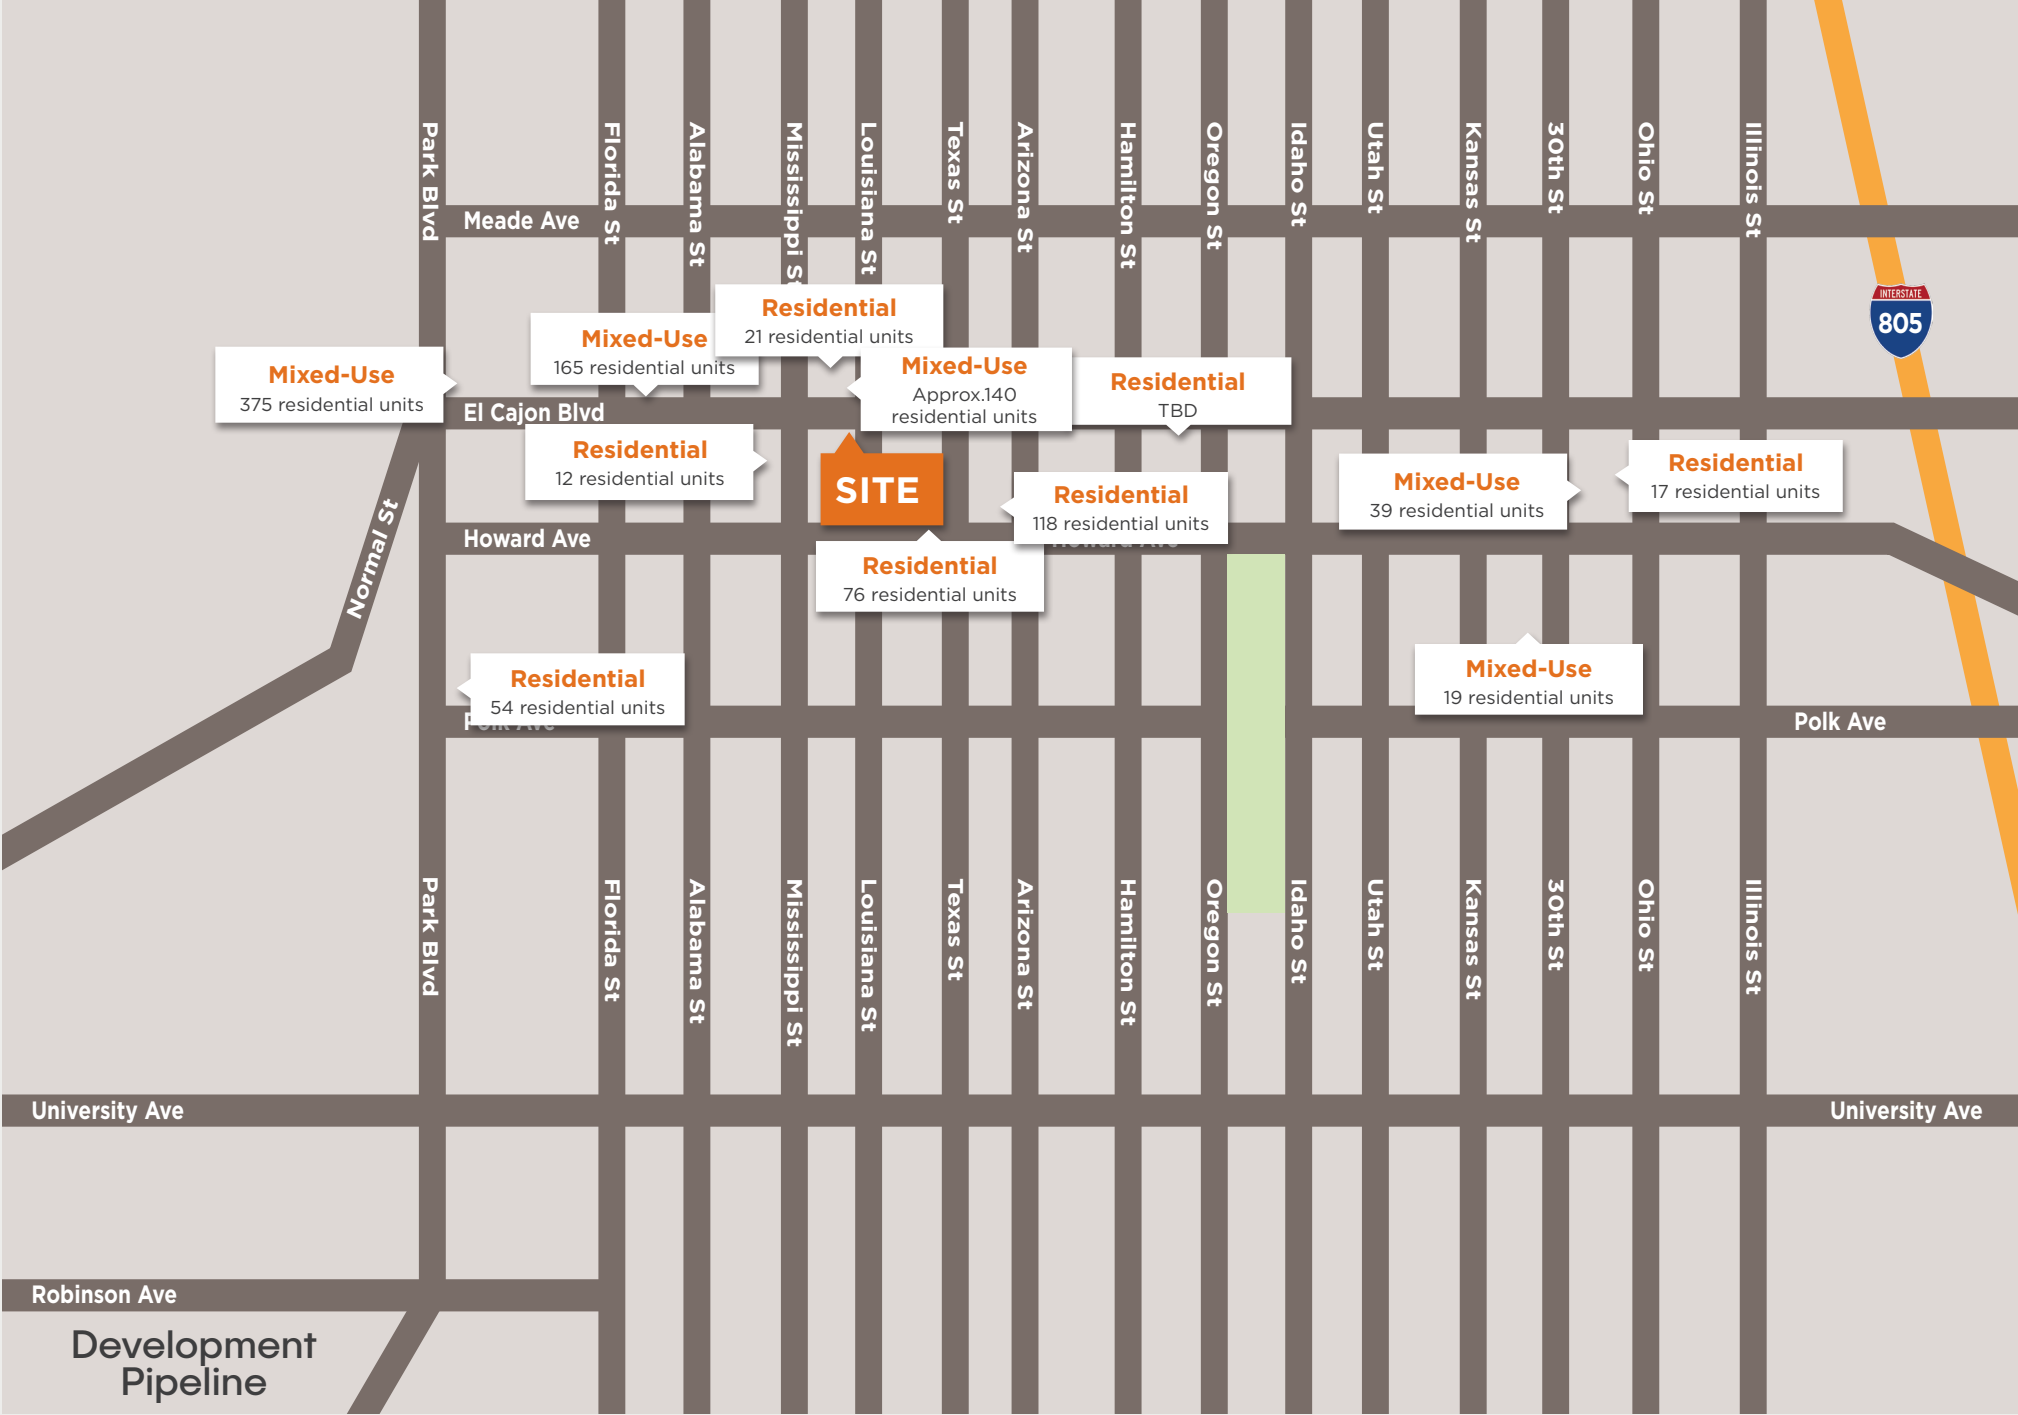 Park Blvd
Florida St
Alabama St
Mississippi St
Louisiana St
Texas St
Arizona St
Hamilton St
Oregon St
Idaho St
Utah St
Kansas St
30th St
Ohio St
Illinois St
Meade Ave
INTERSTATE
805
Residential
21 residential units
Mixed-Use
165 residential units
Mixed-Use
375 residential units
Mixed-Use
Approx.140
residential units
Residential
TBD
El Cajon Blvd
Residential
12 residential units
SITE
Residential
118 residential units
Mixed-Use
39 residential units
Residential
17 residential units
Normal St
Howard Ave
Howard Ave
Residential
76 residential units
Residential
54 residential units
Mixed-Use
19 residential units
Polk Ave
Polk Ave
Park Blvd
Florida St
Alabama St
Mississippi St
Louisiana St
Texas St
Arizona St
Hamilton St
Oregon St
Idaho St
Utah St
Kansas St
30th St
Ohio St
Illinois St
University Ave
University Ave
Robinson Ave
Development
Pipeline